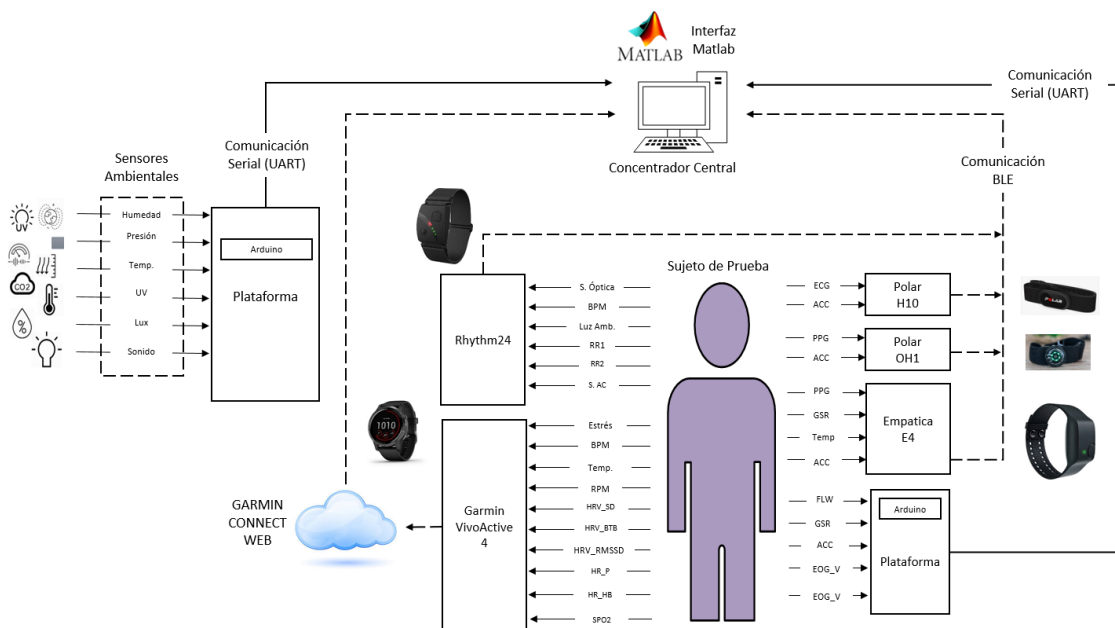 MATLAB
Interfaz
Matlab
Comunicación
Serial (UART)
Concentrador Central
Comunicación
Serial (UART)
Comunicación
BLE
Sensores
Ambientales
Humedad
Presión
Temp.
UV
Lux
Sonido
UV
CO2
%
Arduino
Plataforma
Rhythm24
S. Óptica
BPM
Luz Amb.
RR1
RR2
S. AC
Sujeto de Prueba
ECG
ACC
Polar
H10
POLAR
PPG
ACC
Polar
OH1
PPG
GSR
Temp
ACC
Empatica
E4
1010
GARMIN
CONNECT
WEB
Garmin
VivoActive
4
Estrés
BPM
Temp.
RPM
HRV_SD
HRV_BTB
HRV_RMSSD
HR_P
HR_HB
SPO2
FLW
GSR
ACC
EOG_V
EOG_V
Arduino
Plataforma